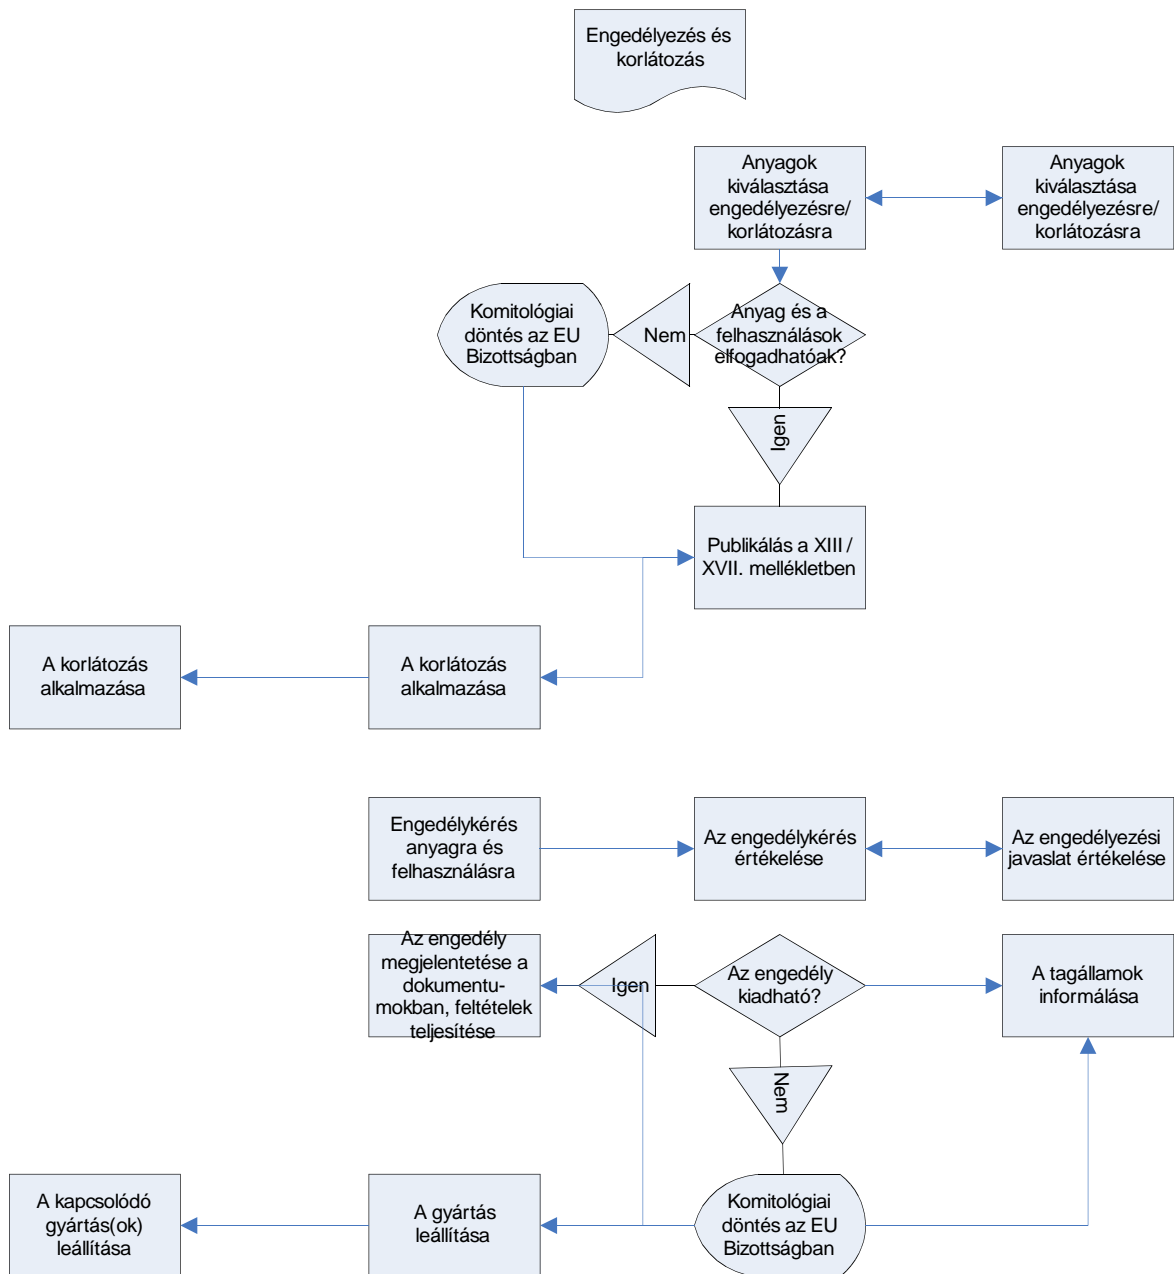 Engedélyezés és
korlátozás
Anyagok
kiválasztása
engedélyezésre/
korlátozásra
Anyagok
kiválasztása
engedélyezésre/
korlátozásra
Komitológiai
döntés az EU
Bizottságban
Nem
Anyag és a
felhasználások
elfogadhatóak?
Igen
Publikálás a XIII /
XVII. mellékletben
A korlátozás
alkalmazása
A korlátozás
alkalmazása
Engedélykérés
anyagra és
felhasználásra
Az engedélykérés
értékelése
Az engedélyezési
javaslat értékelése
Az engedély
megjelentetése a
dokumentu-
mokban, feltételek
teljesítése
Igen
Az engedély
kiadható?
A tagállamok
informálása
Nem
A kapcsolódó
gyártás(ok)
leállítása
A gyártás
leállítása
Komitológiai
döntés az EU
Bizottságban